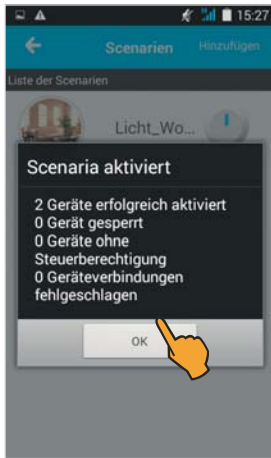 15:27
Scenarien Hinzufügen
Liste der Scenarien
Licht_Wo...
Scenaria aktiviert
2 Geräte erfolgreich aktiviert
0 Gerät gesperrt
0 Geräte ohne
Steuerberechtigung
0 Geräteverbindungen
fehlgeschlagen
OK